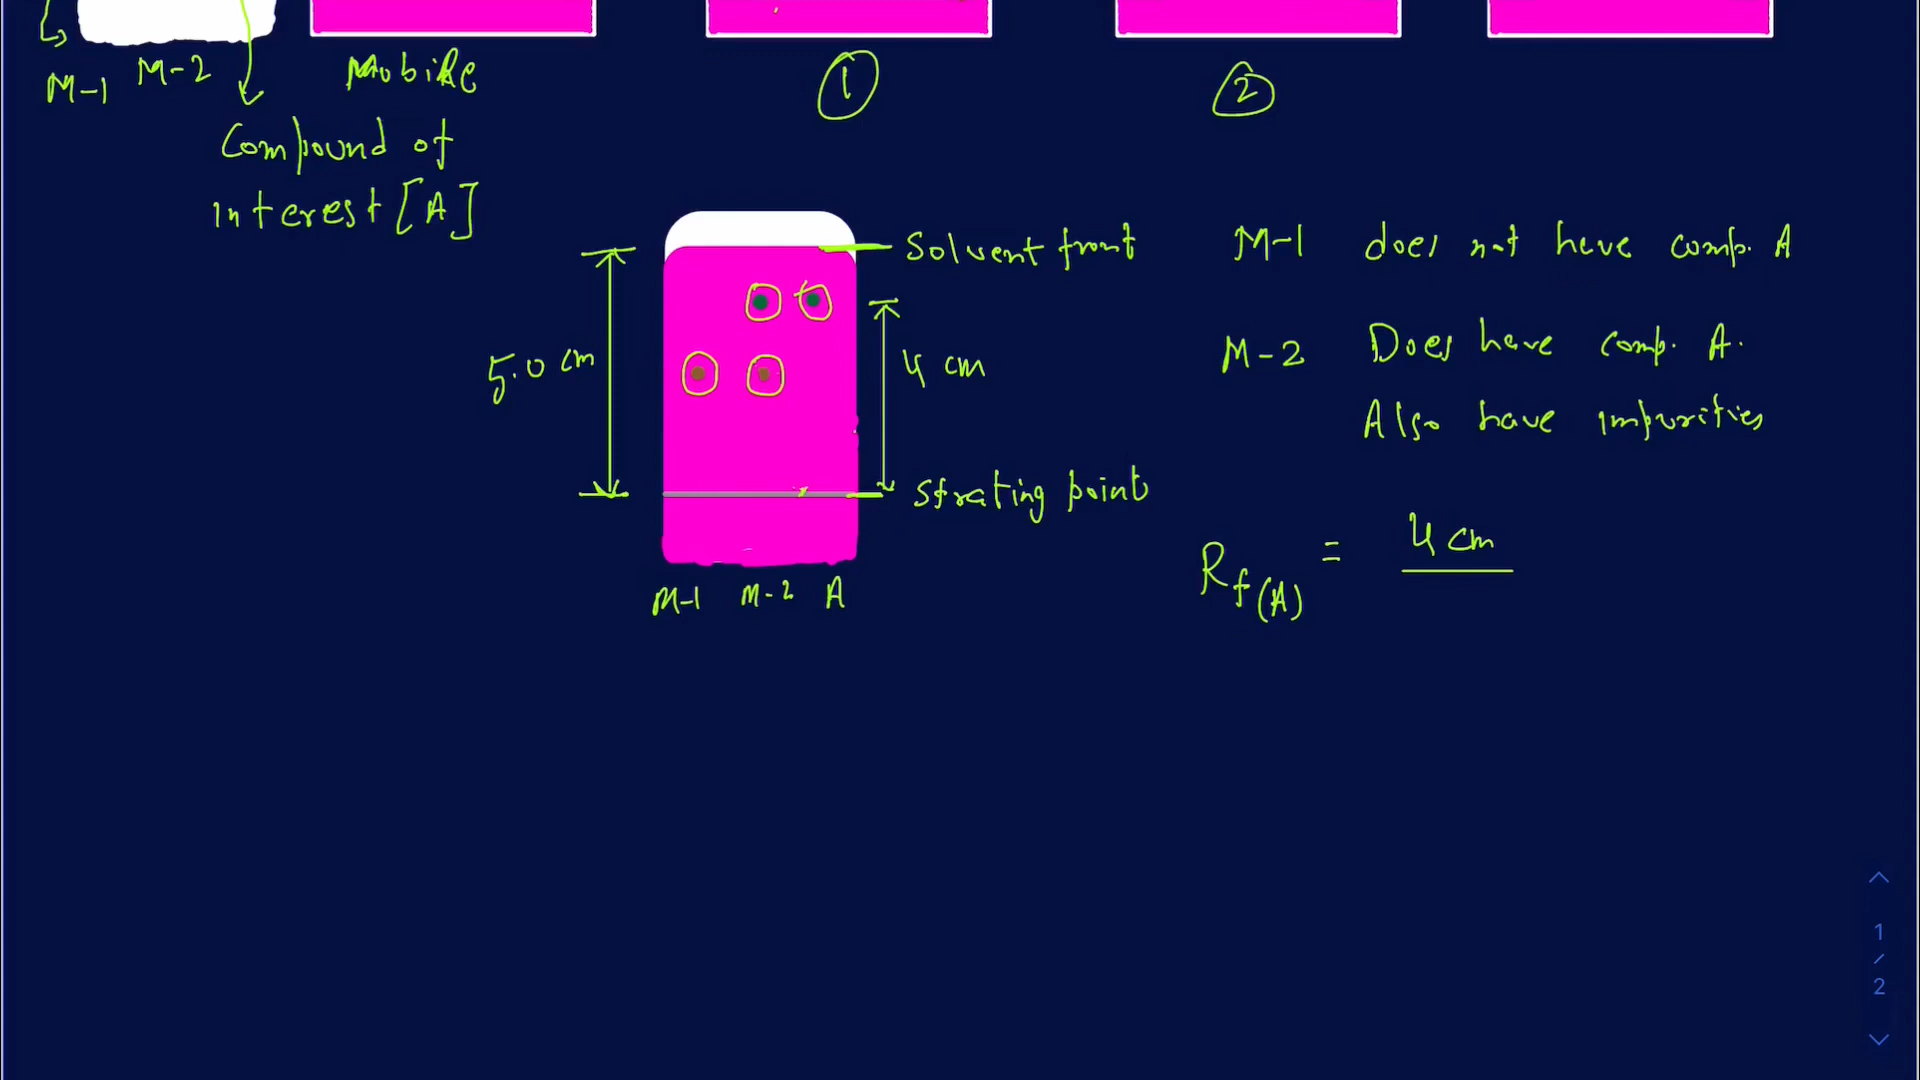 M-1 M-2 Mobile
1
2
Compound of
interest [A]
Solvent front
5.0 cm
4 cm
Strating point
M-1 M-2 A
M-1 does not have comp. A
M-2 Does have comp. A.
Also have impurities
Rf(A) = 4 cm
1
/
2